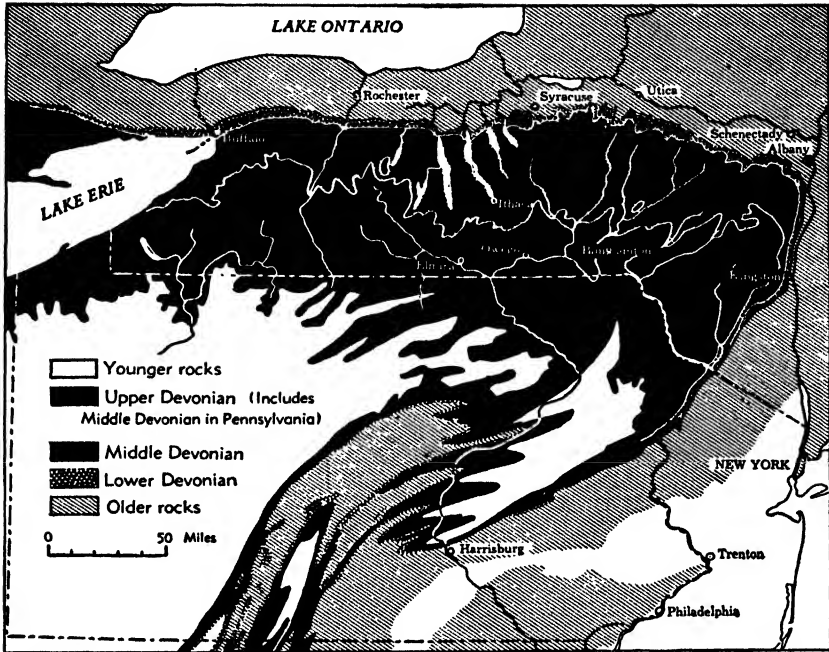 LAKE ONTARIO
Rochester
Syracuse
Utica
Schenectady
Albany
Buffalo
LAKE ERIE
Ithaca
Owego
Binghamton
Elmira
Kingston
Younger rocks
Upper Devonian (Includes
Middle Devonian in Pennsylvania)
Middle Devonian
Lower Devonian
Older rocks
0 50 Miles
NEW YORK
Harrisburg
Trenton
Philadelphia